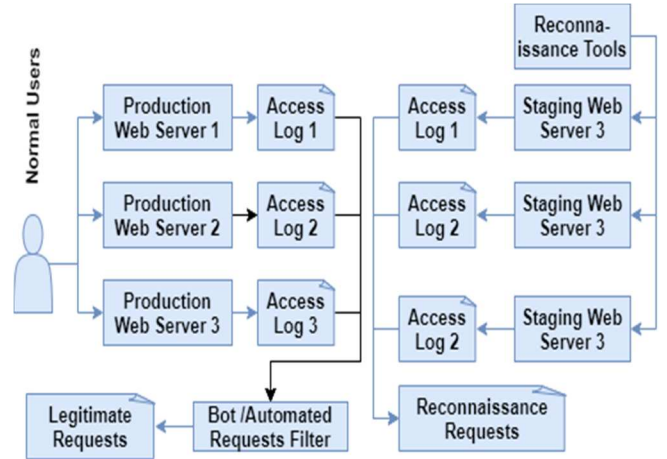 Reconna-
issance Tools
Normal Users
Production
Web Server 1
Access
Log 1
Access
Log 1
Staging Web
Server 3
Production
Web Server 2
Access
Log 2
Access
Log 2
Staging Web
Server 3
Production
Web Server 3
Access
Log 3
Access
Log 2
Staging Web
Server 3
Legitimate
Requests
Bot /Automated
Requests Filter
Reconnaissance
Requests